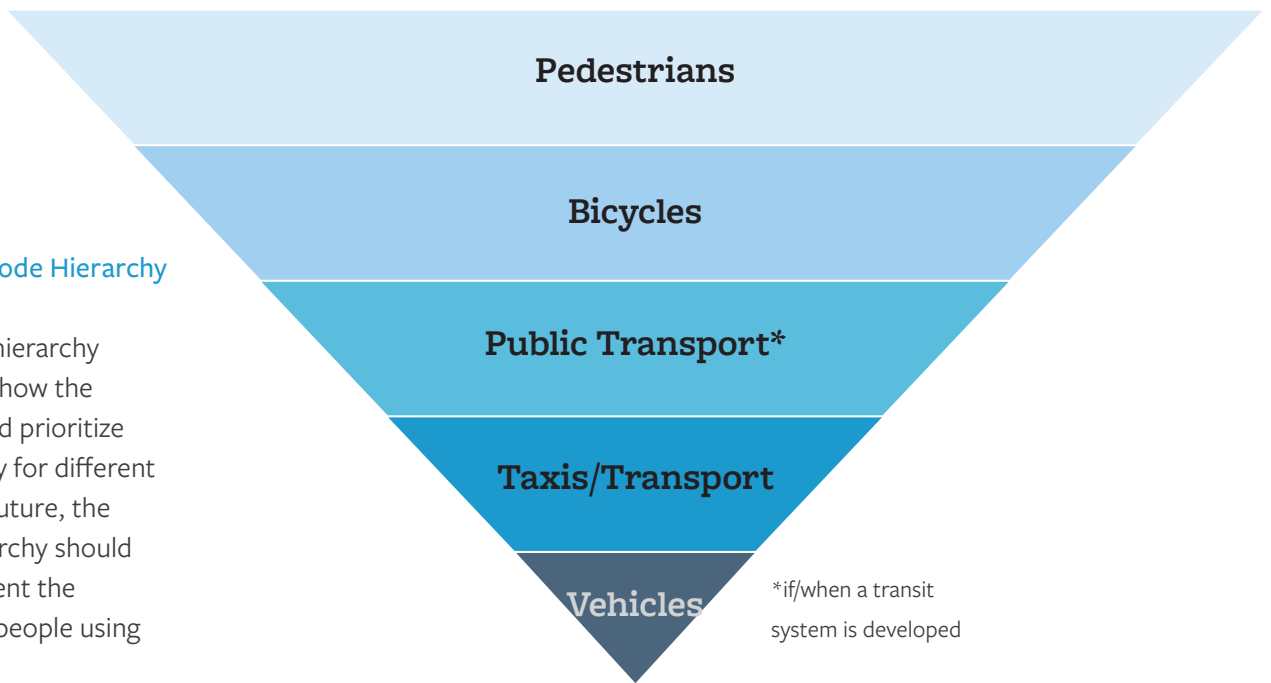 Pedestrians
Bicycles
ode Hierarchy
hierarchy
how the
Public Transport*
d prioritize
y for different
Taxis/Transport
uture, the
rchy should
ent the
people using
Vehicles
*if/when a transit
system is developed